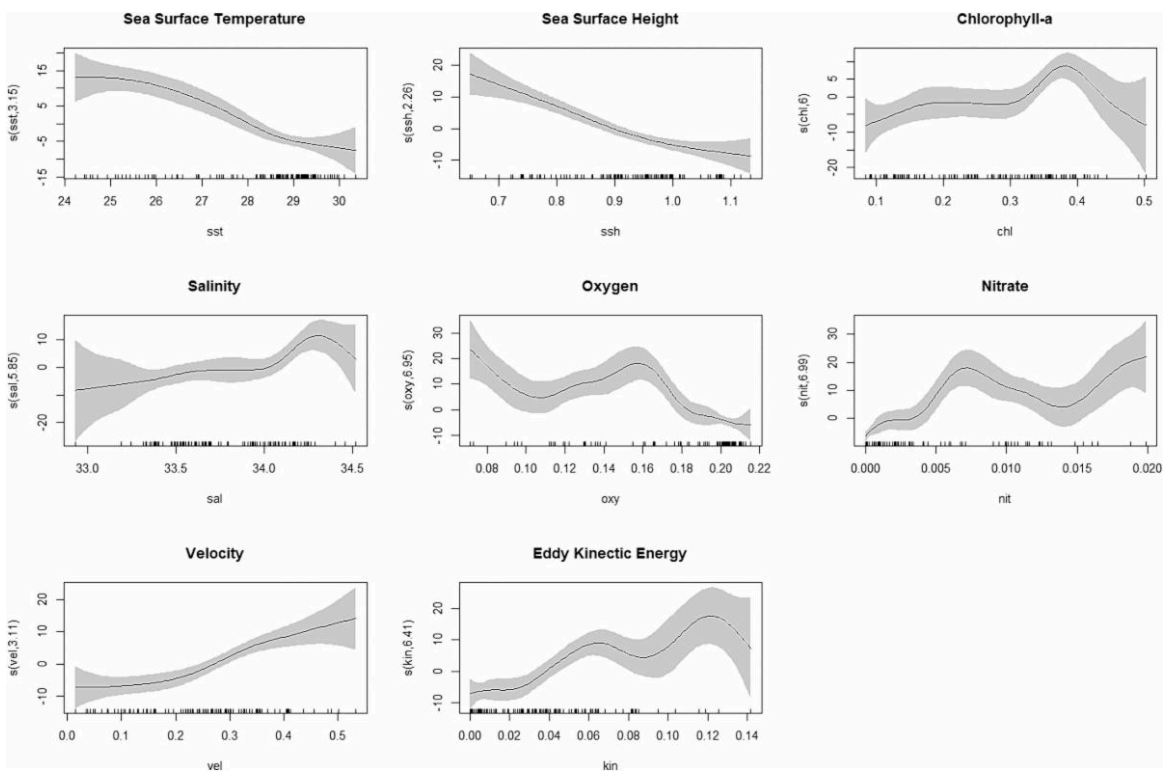 Sea Surface Temperature
s(sst,3.15)
15
5
-5
-15
24 25 26 27 28 29 30
sst
Sea Surface Height
s(ssh,2.26)
20
10
0
-10
0.7 0.8 0.9 1.0 1.1
ssh
Chlorophyll-a
s(chl,6)
5
0
-10
-20
0.1 0.2 0.3 0.4 0.5
chl
Salinity
s(sal,5.85)
10
0
-20
33.0 33.5 34.0 34.5
sal
Oxygen
s(oxy,6.95)
30
20
10
0
-10
0.08 0.10 0.12 0.14 0.16 0.18 0.20 0.22
oxy
Nitrate
s(nit,6.99)
30
20
10
0
0.000 0.005 0.010 0.015 0.020
nit
Velocity
s(vel,3.11)
20
10
0
-10
0.0 0.1 0.2 0.3 0.4 0.5
vel
Eddy Kinectic Energy
s(kin,6.41)
20
10
0
-10
0.00 0.02 0.04 0.06 0.08 0.10 0.12 0.14
kin